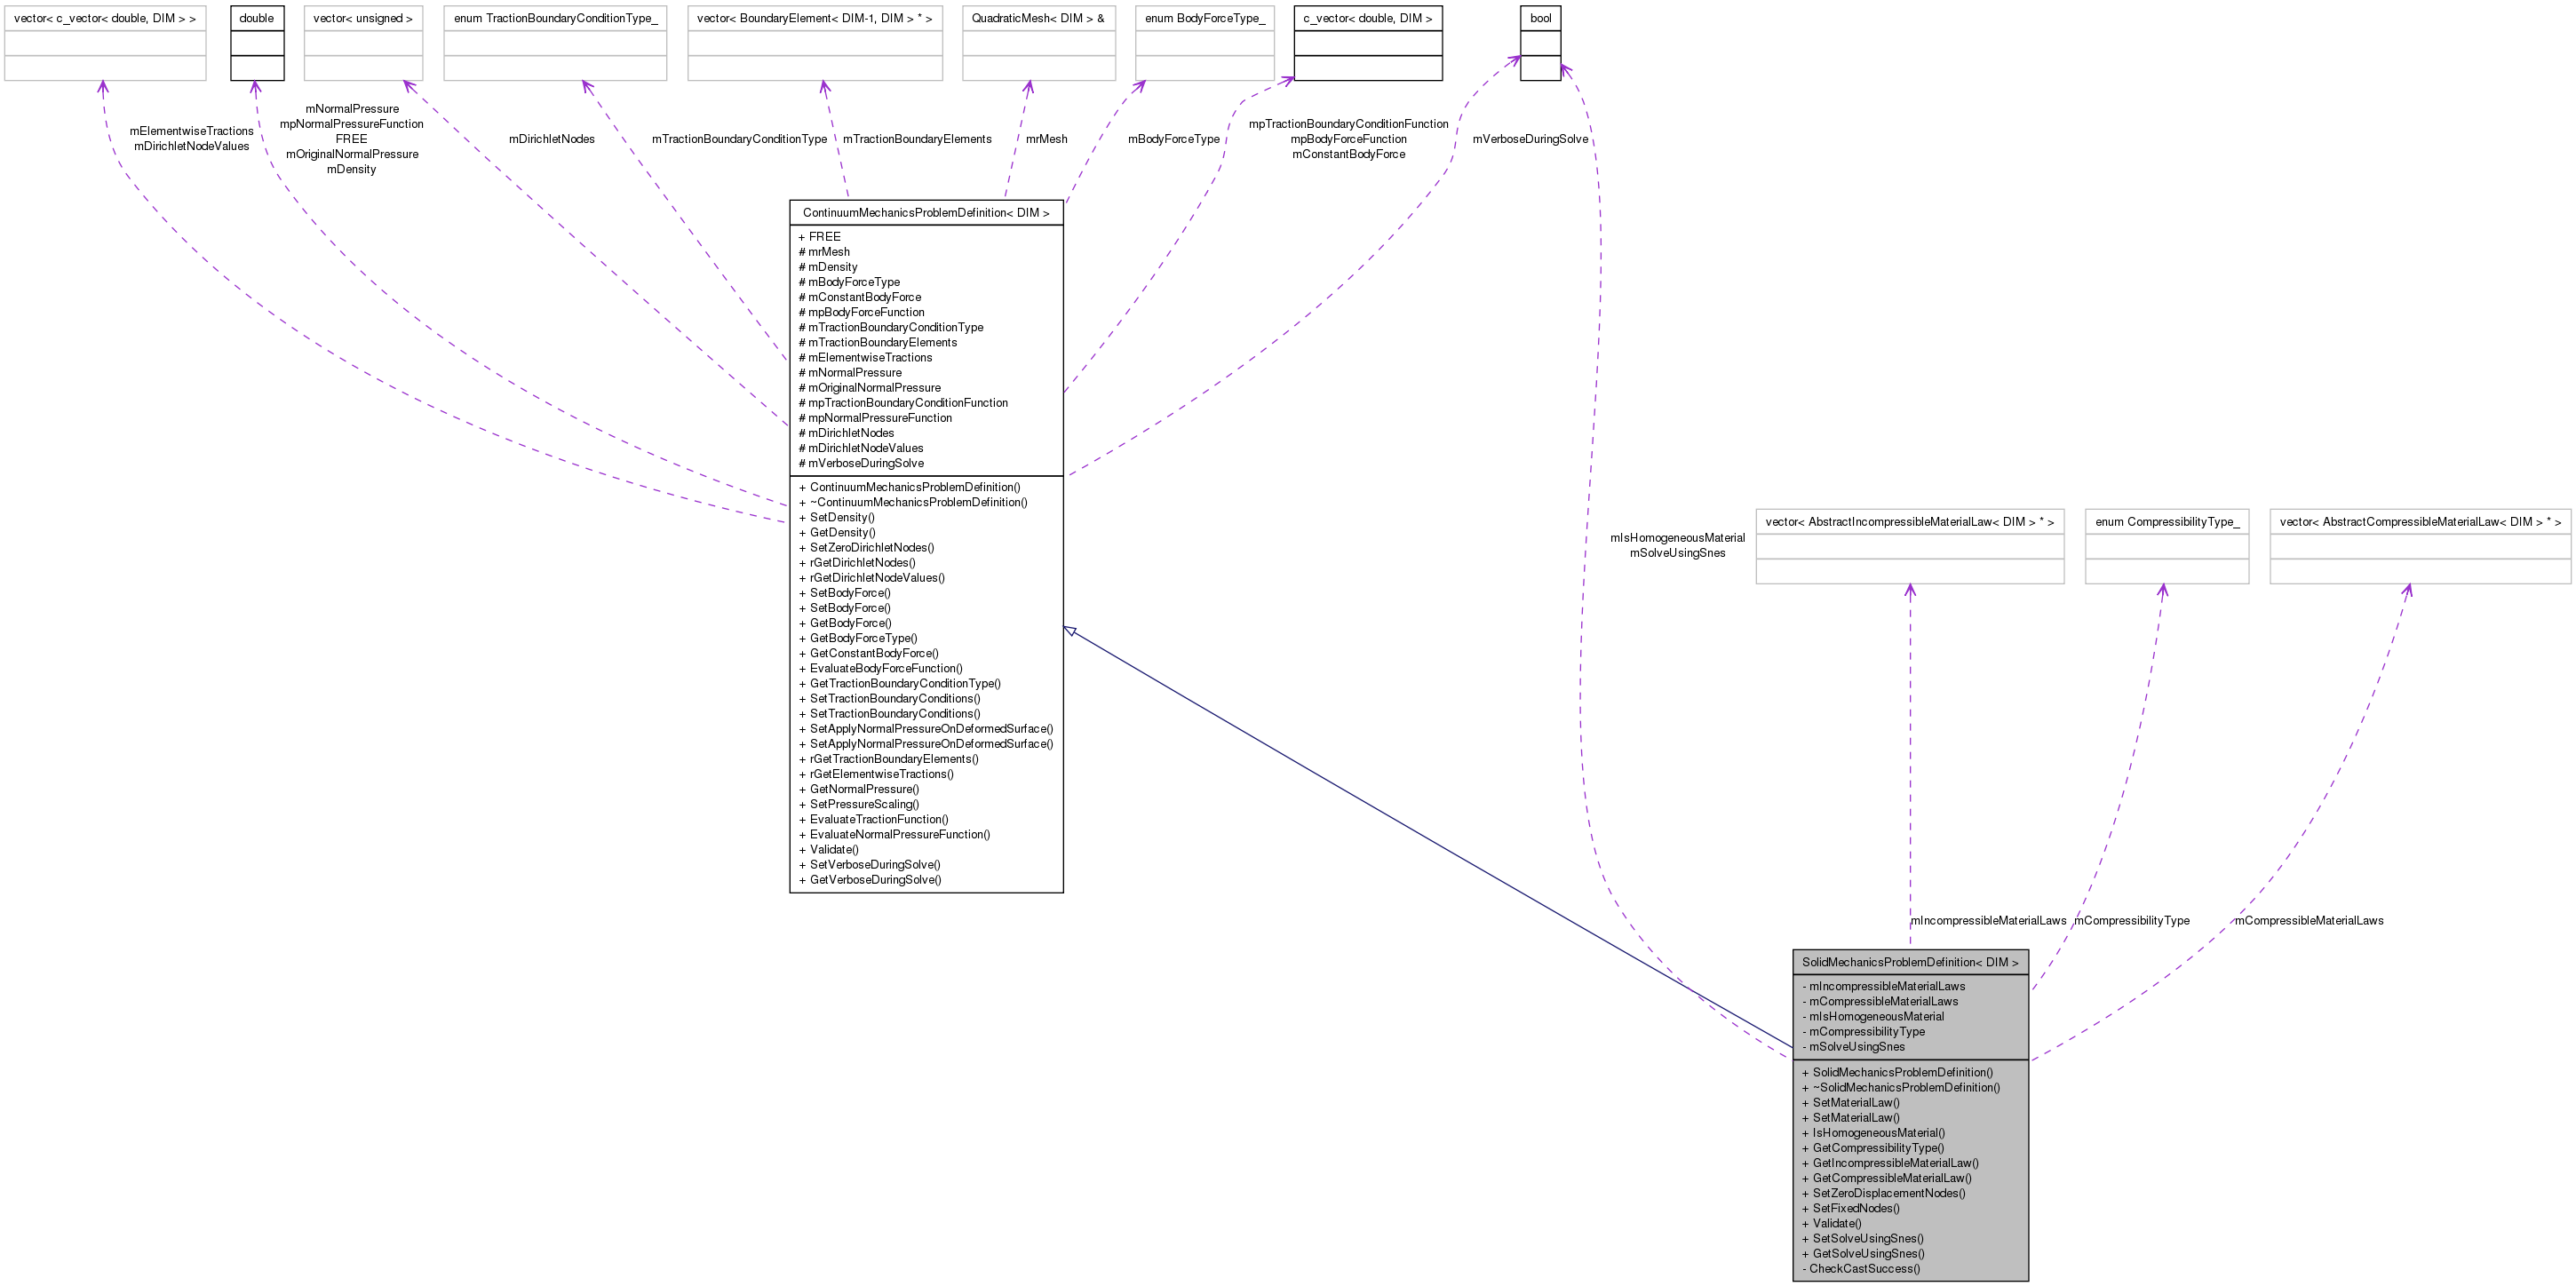 vector< c_vector< double, DIM > >
double
vector< unsigned >
enum TractionBoundaryConditionType_
vector< BoundaryElement< DIM-1, DIM > * >
QuadraticMesh< DIM > &
enum BodyForceType_
c_vector< double, DIM >
bool
mElementwiseTractions
mDirichletNodeValues
mNormalPressure
mpNormalPressureFunction
FREE
mOriginalNormalPressure
mDensity
mDirichletNodes
mTractionBoundaryConditionType
mTractionBoundaryElements
mrMesh
mBodyForceType
mpTractionBoundaryConditionFunction
mpBodyForceFunction
mConstantBodyForce
mVerboseDuringSolve
ContinuumMechanicsProblemDefinition< DIM >
+ FREE
# mrMesh
# mDensity
# mBodyForceType
# mConstantBodyForce
# mpBodyForceFunction
# mTractionBoundaryConditionType
# mTractionBoundaryElements
# mElementwiseTractions
# mNormalPressure
# mOriginalNormalPressure
# mpTractionBoundaryConditionFunction
# mpNormalPressureFunction
# mDirichletNodes
# mDirichletNodeValues
# mVerboseDuringSolve
+ ContinuumMechanicsProblemDefinition()
+ ~ContinuumMechanicsProblemDefinition()
+ SetDensity()
+ GetDensity()
+ SetZeroDirichletNodes()
+ rGetDirichletNodes()
+ rGetDirichletNodeValues()
+ SetBodyForce()
+ SetBodyForce()
+ GetBodyForce()
+ GetBodyForceType()
+ GetConstantBodyForce()
+ EvaluateBodyForceFunction()
+ GetTractionBoundaryConditionType()
+ SetTractionBoundaryConditions()
+ SetTractionBoundaryConditions()
+ SetApplyNormalPressureOnDeformedSurface()
+ SetApplyNormalPressureOnDeformedSurface()
+ rGetTractionBoundaryElements()
+ rGetElementwiseTractions()
+ GetNormalPressure()
+ SetPressureScaling()
+ EvaluateTractionFunction()
+ EvaluateNormalPressureFunction()
+ Validate()
+ SetVerboseDuringSolve()
+ GetVerboseDuringSolve()
mIsHomogeneousMaterial
mSolveUsingSnes
vector< AbstractIncompressibleMaterialLaw< DIM > * >
enum CompressibilityType_
vector< AbstractCompressibleMaterialLaw< DIM > * >
mIncompressibleMaterialLaws
mCompressibilityType
mCompressibleMaterialLaws
SolidMechanicsProblemDefinition< DIM >
- mIncompressibleMaterialLaws
- mCompressibleMaterialLaws
- mIsHomogeneousMaterial
- mCompressibilityType
- mSolveUsingSnes
+ SolidMechanicsProblemDefinition()
+ ~SolidMechanicsProblemDefinition()
+ SetMaterialLaw()
+ SetMaterialLaw()
+ IsHomogeneousMaterial()
+ GetCompressibilityType()
+ GetIncompressibleMaterialLaw()
+ GetCompressibleMaterialLaw()
+ SetZeroDisplacementNodes()
+ SetFixedNodes()
+ Validate()
+ SetSolveUsingSnes()
+ GetSolveUsingSnes()
- CheckCastSuccess()